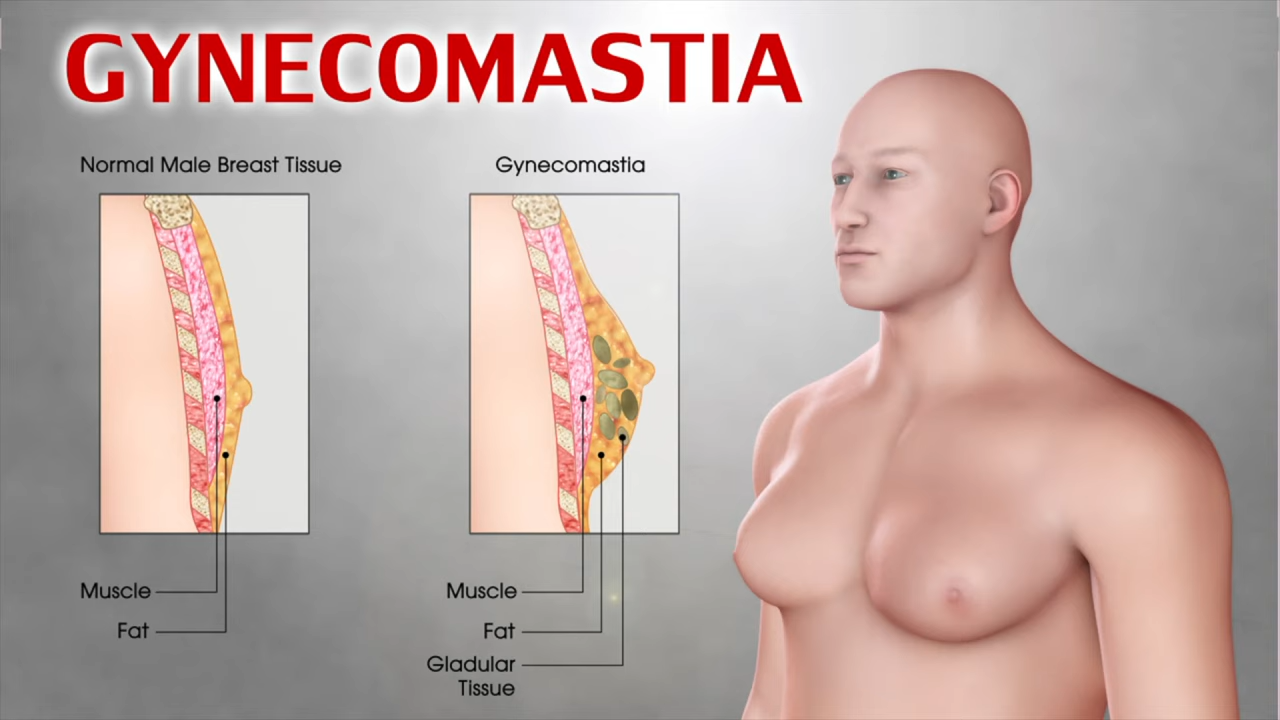 GYNECOMASTIA
Normal Male Breast Tissue
Gynecomastia
Muscle
Fat
Muscle
Fat
Gladular
Tissue